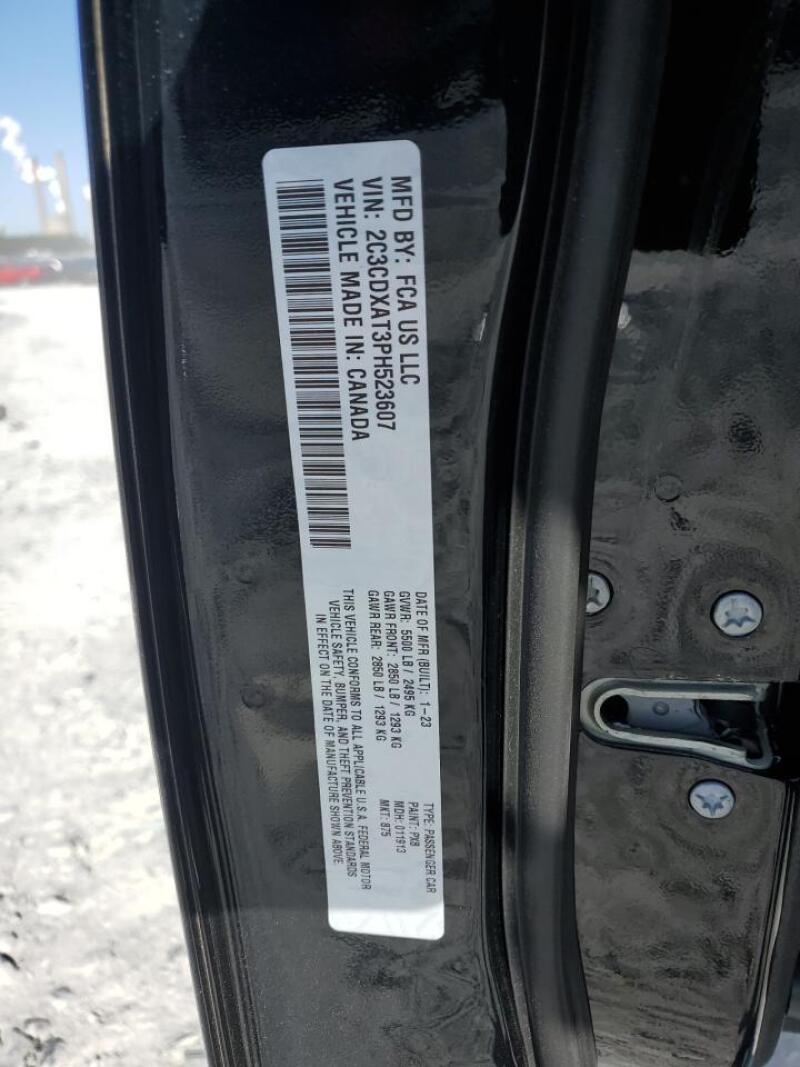 MFD BY: FCA US LLC
VIN: 2C3CDXAT3PH523607
VEHICLE MADE IN: CANADA
DATE OF MFR (BUILT): 1-23
GVWR: 5500 LB / 2495 KG
GAWR FRONT: 2850 LB / 1293 KG
GAWR REAR: 2850 LB / 1293 KG
THIS VEHICLE CONFORMS TO ALL APPLICABLE U.S.A. FEDERAL MOTOR
VEHICLE SAFETY, BUMPER, AND THEFT PREVENTION STANDARDS
IN EFFECT ON THE DATE OF MANUFACTURE SHOWN ABOVE.
TYPE: PASSENGER CAR
PAINT: PX8
MDH: 011913
MKT: 875